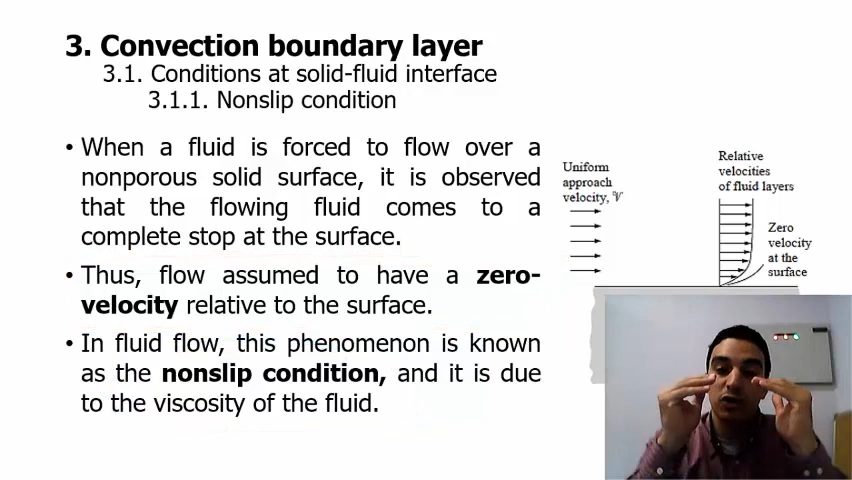 3. Convection boundary layer
3.1. Conditions at solid-fluid interface
3.1.1. Nonslip condition
• When a fluid is forced to flow over a
nonporous solid surface, it is observed
that the flowing fluid comes to a
complete stop at the surface.
• Thus, flow assumed to have a zero-
velocity relative to the surface.
• In fluid flow, this phenomenon is known
as the nonslip condition, and it is due
to the viscosity of the fluid.
Uniform
approach
velocity, 𝒱
Relative
velocities
of fluid layers
Zero
velocity
at the
surface